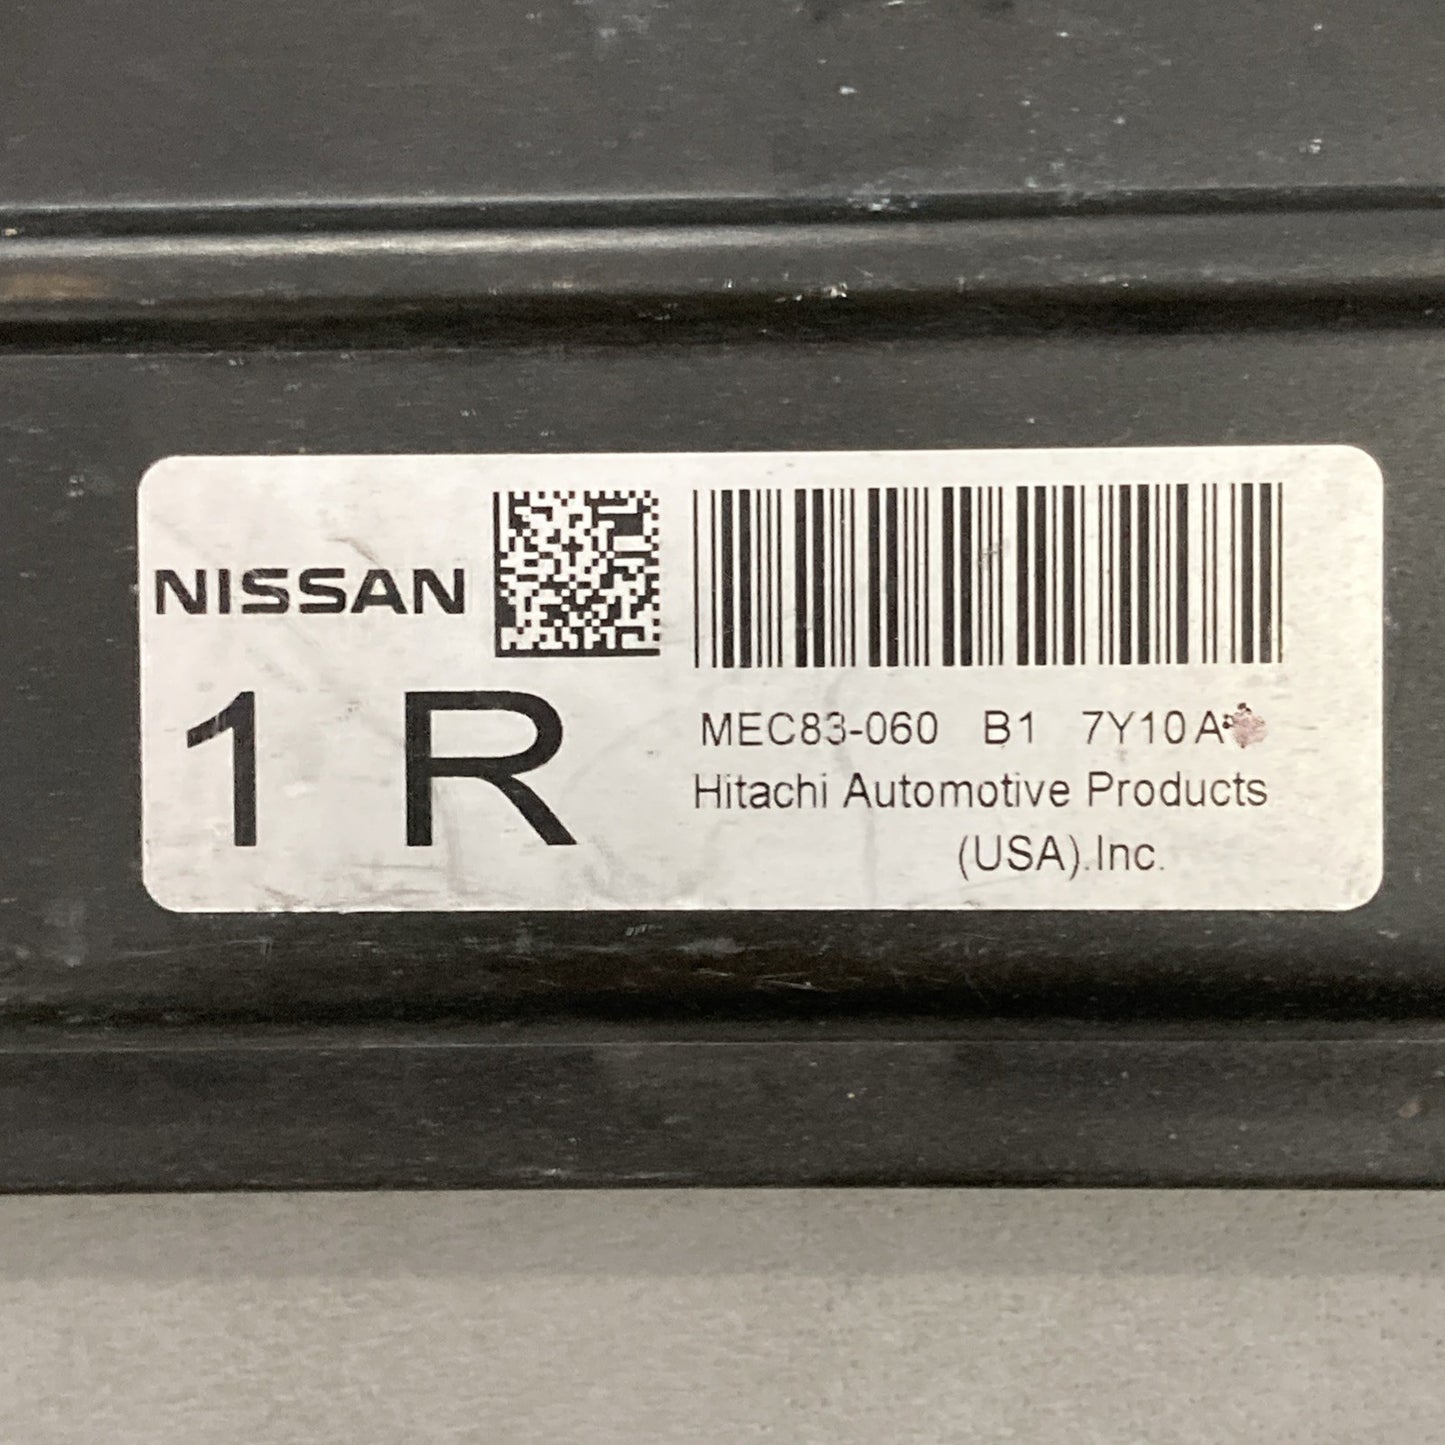 NISSAN
1 R
MEC83-060 B1 7Y10A
Hitachi Automotive Products
(USA).Inc.